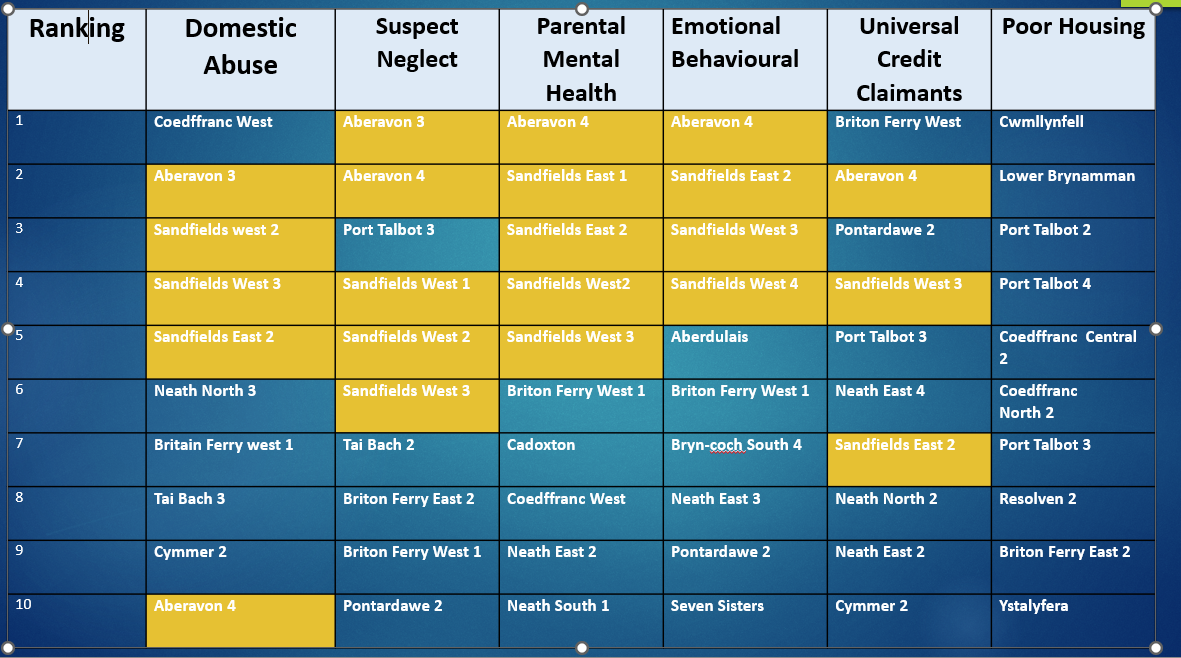 Ranking Domestic Abuse Suspect Neglect Parental Mental Health Emotional Behavioural Universal Credit Claimants Poor Housing
1 Coedffranc West Aberavon 3 Aberavon 4 Aberavon 4 Briton Ferry West Cwmllynfell
2 Aberavon 3 Aberavon 4 Sandfields East 1 Sandfields East 2 Aberavon 4 Lower Brynamman
3 Sandfields west 2 Port Talbot 3 Sandfields East 2 Sandfields West 3 Pontardawe 2 Port Talbot 2
4 Sandfields West 3 Sandfields West 1 Sandfields West2 Sandfields West 4 Sandfields West 3 Port Talbot 4
5 Sandfields East 2 Sandfields West 2 Sandfields West 3 Aberdulais Port Talbot 3 Coedffranc Central 2
6 Neath North 3 Sandfields West 3 Briton Ferry West 1 Briton Ferry West 1 Neath East 4 Coedffranc North 2
7 Britain Ferry west 1 Tai Bach 2 Cadoxton Bryn-coch South 4 Sandfields East 2 Port Talbot 3
8 Tai Bach 3 Briton Ferry East 2 Coedffranc West Neath East 3 Neath North 2 Resolven 2
9 Cymmer 2 Briton Ferry West 1 Neath East 2 Pontardawe 2 Neath East 2 Briton Ferry East 2
10 Aberavon 4 Pontardawe 2 Neath South 1 Seven Sisters Cymmer 2 Ystalyfera